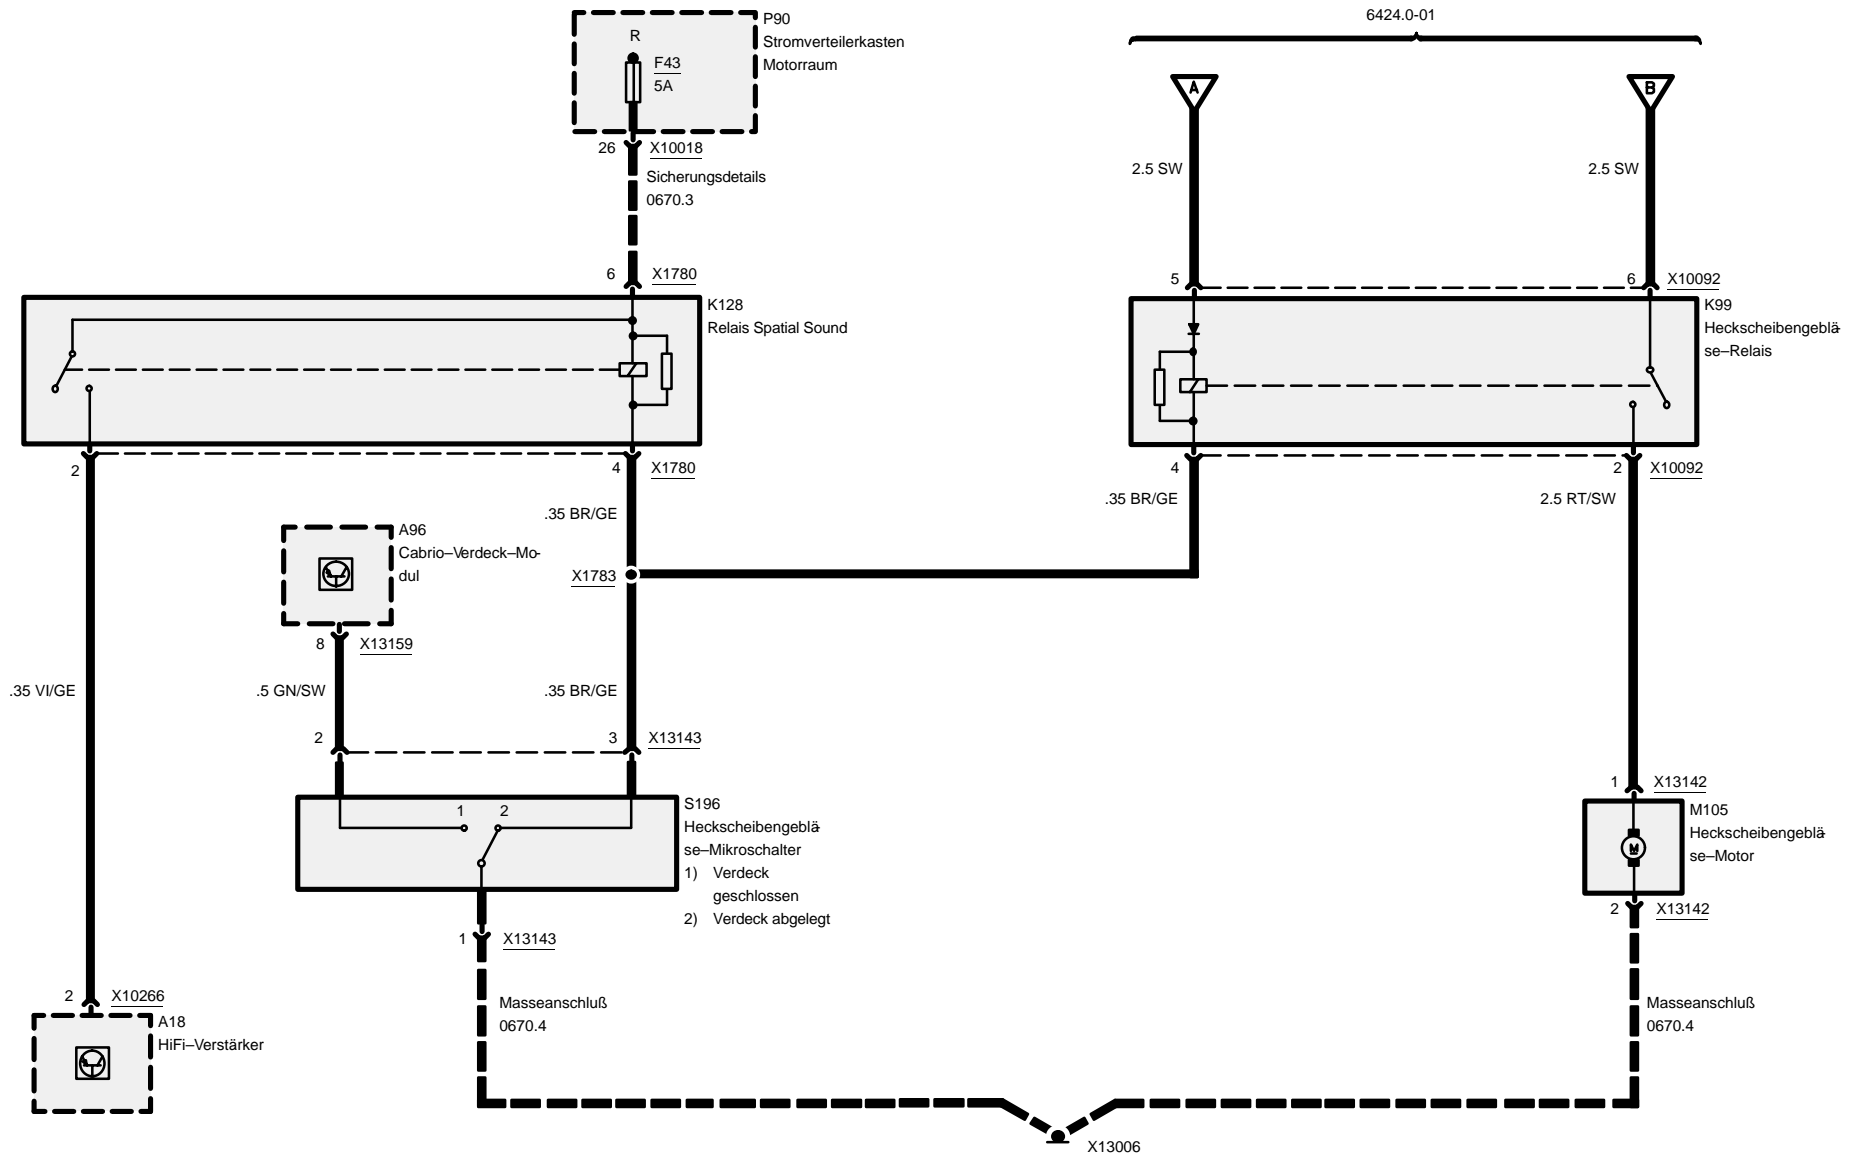 6424.0-01
P90
Stromverteilerkasten
Motorraum
R
F43
5A
26
X10018
Sicherungsdetails
0670.3
A
B
2.5 SW
2.5 SW
6
X1780
5
6
X10092
K128
Relais Spatial Sound
K99
Heckscheibengeblä
se–Relais
2
4
X1780
4
2
X10092
.35 BR/GE
.35 BR/GE
2.5 RT/SW
A96
Cabrio–Verdeck–Mo-
dul
X1783
8
X13159
.35 VI/GE
.5 GN/SW
.35 BR/GE
2
3
X13143
1
2
S196
Heckscheibengeblä
se–Mikroschalter
1) Verdeck
geschlossen
2) Verdeck abgelegt
1
X13142
M105
Heckscheibengeblä
se–Motor
M
2
X13142
1
X13143
2
X10266
A18
HiFi–Verstärker
Masseanschluß
0670.4
Masseanschluß
0670.4
X13006